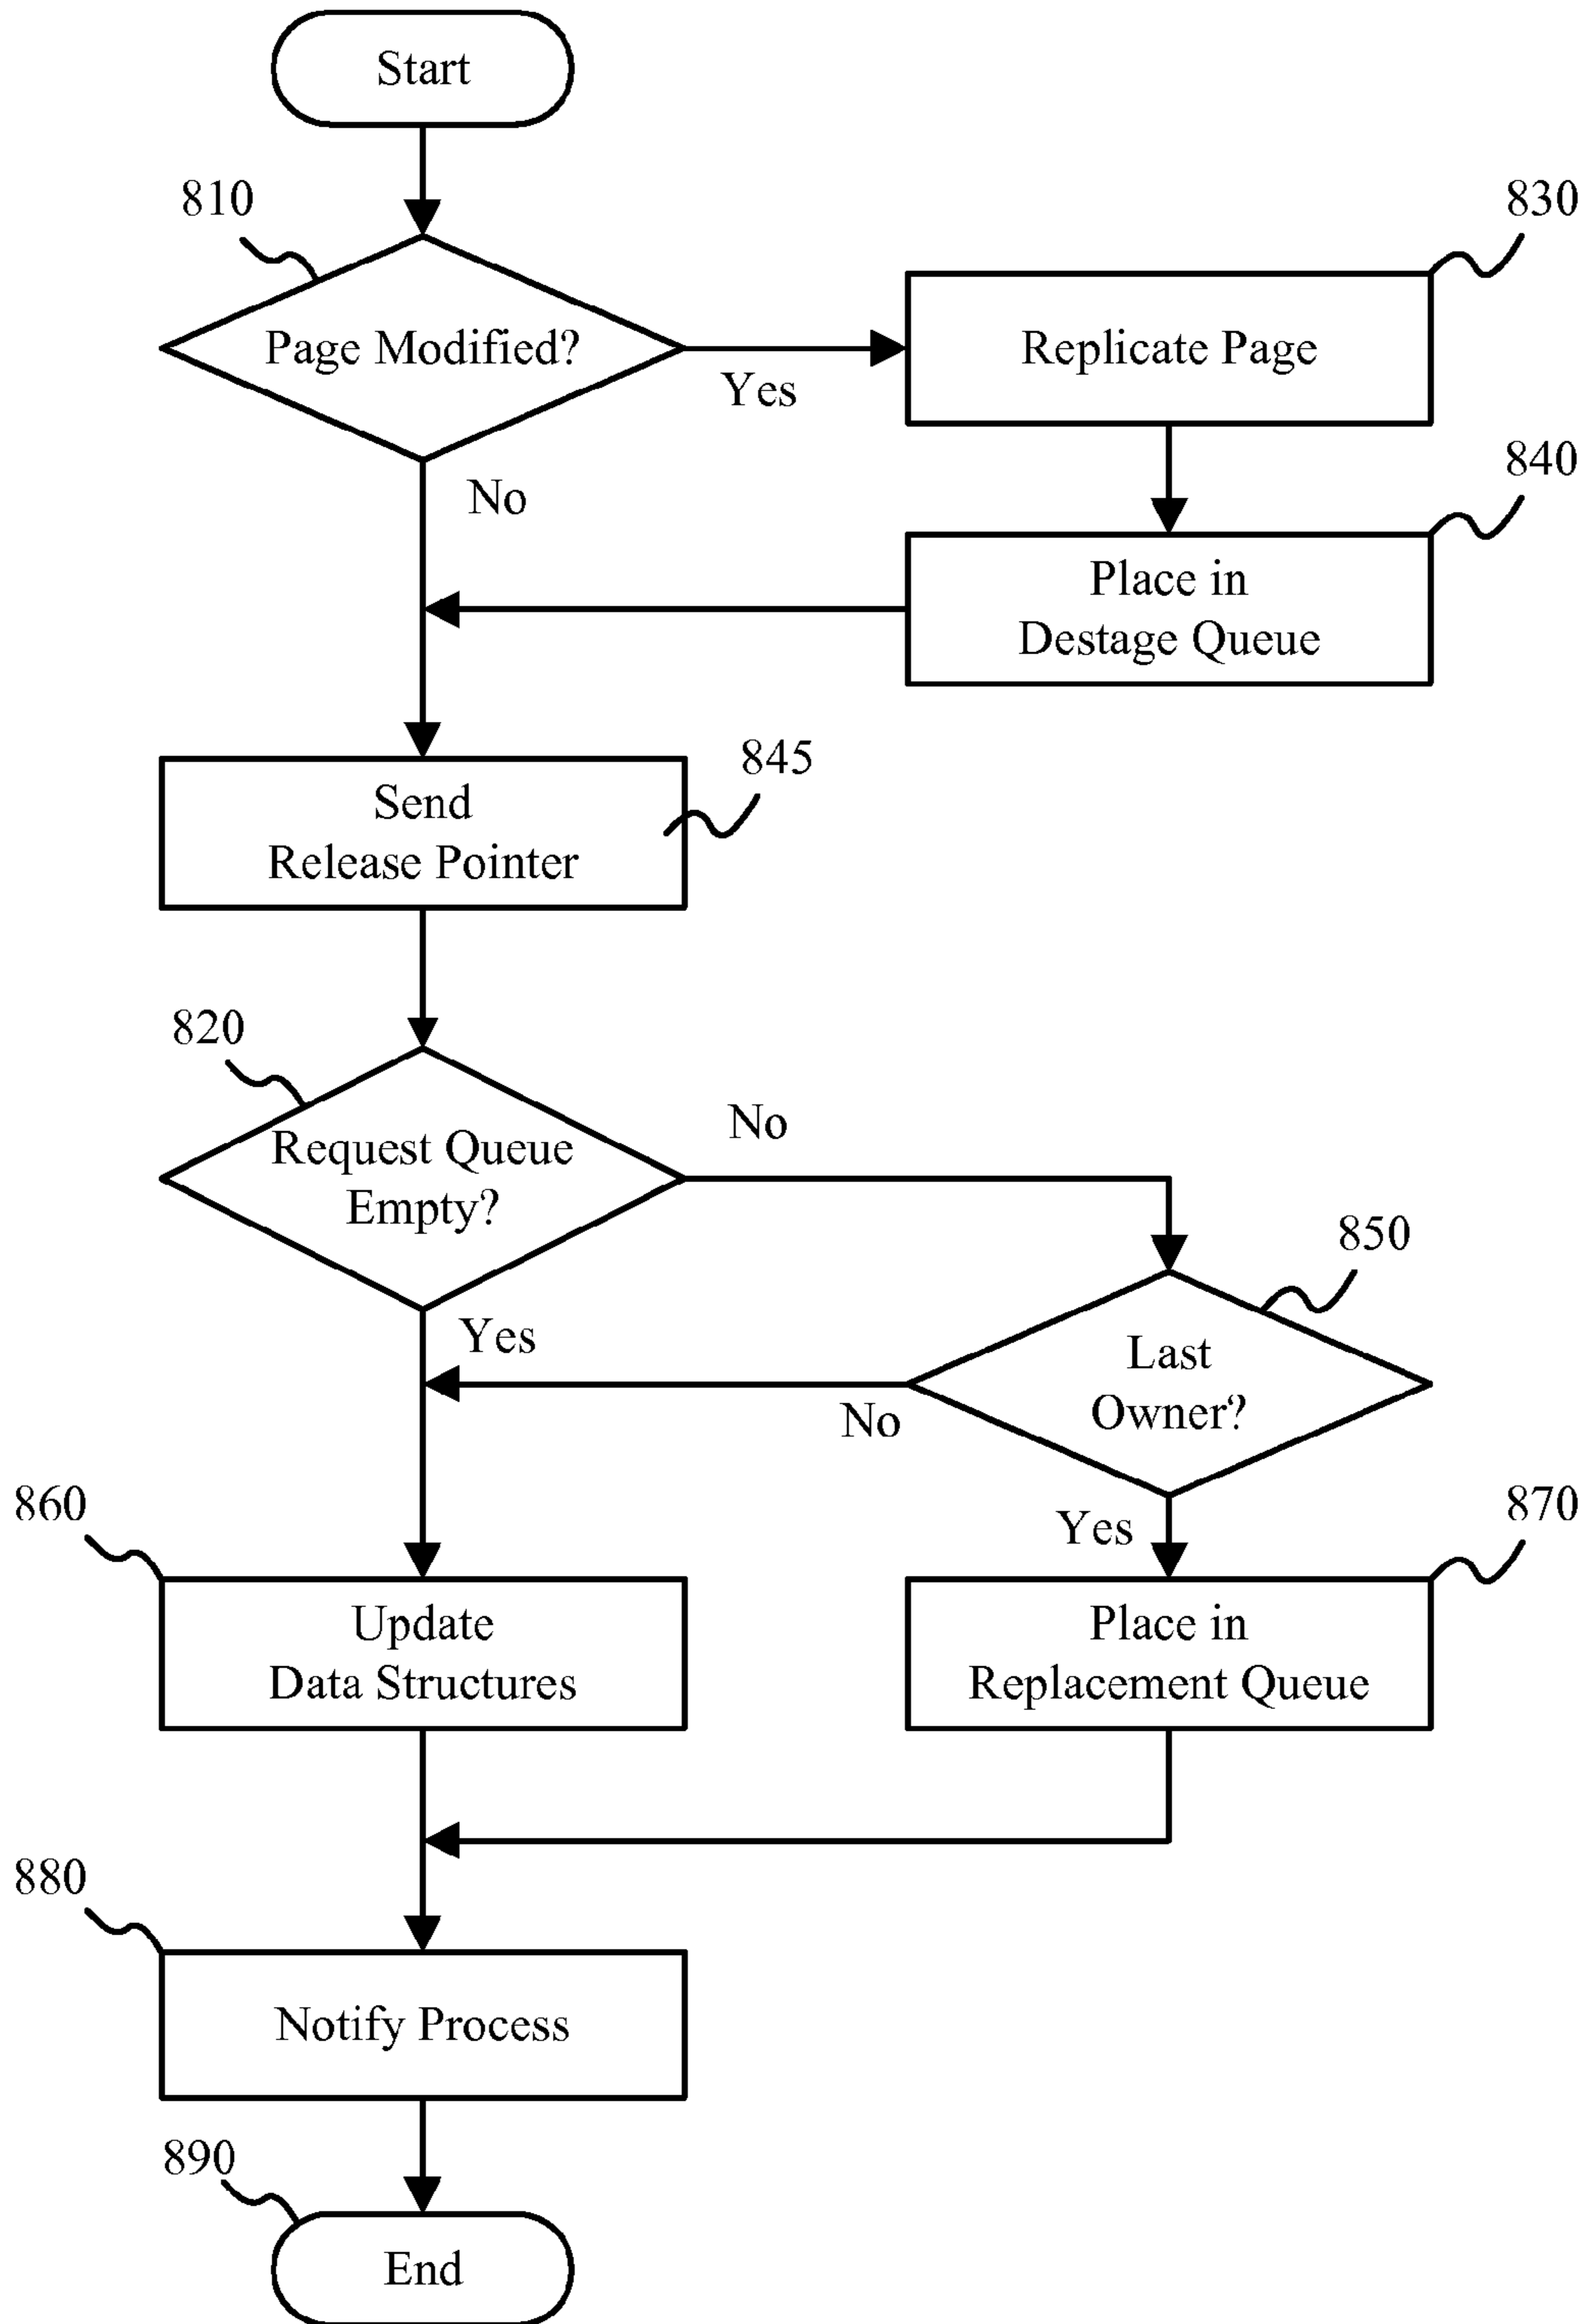 Start
810
830
Page Modified?
Replicate Page
Yes
840
No
Place in
Destage Queue
845
Send
Release Pointer
820
No
Request Queue
Empty?
850
Yes
Last
Owner?
No
860
870
Yes
Update
Data Structures
Place in
Replacement Queue
880
Notify Process
890
End